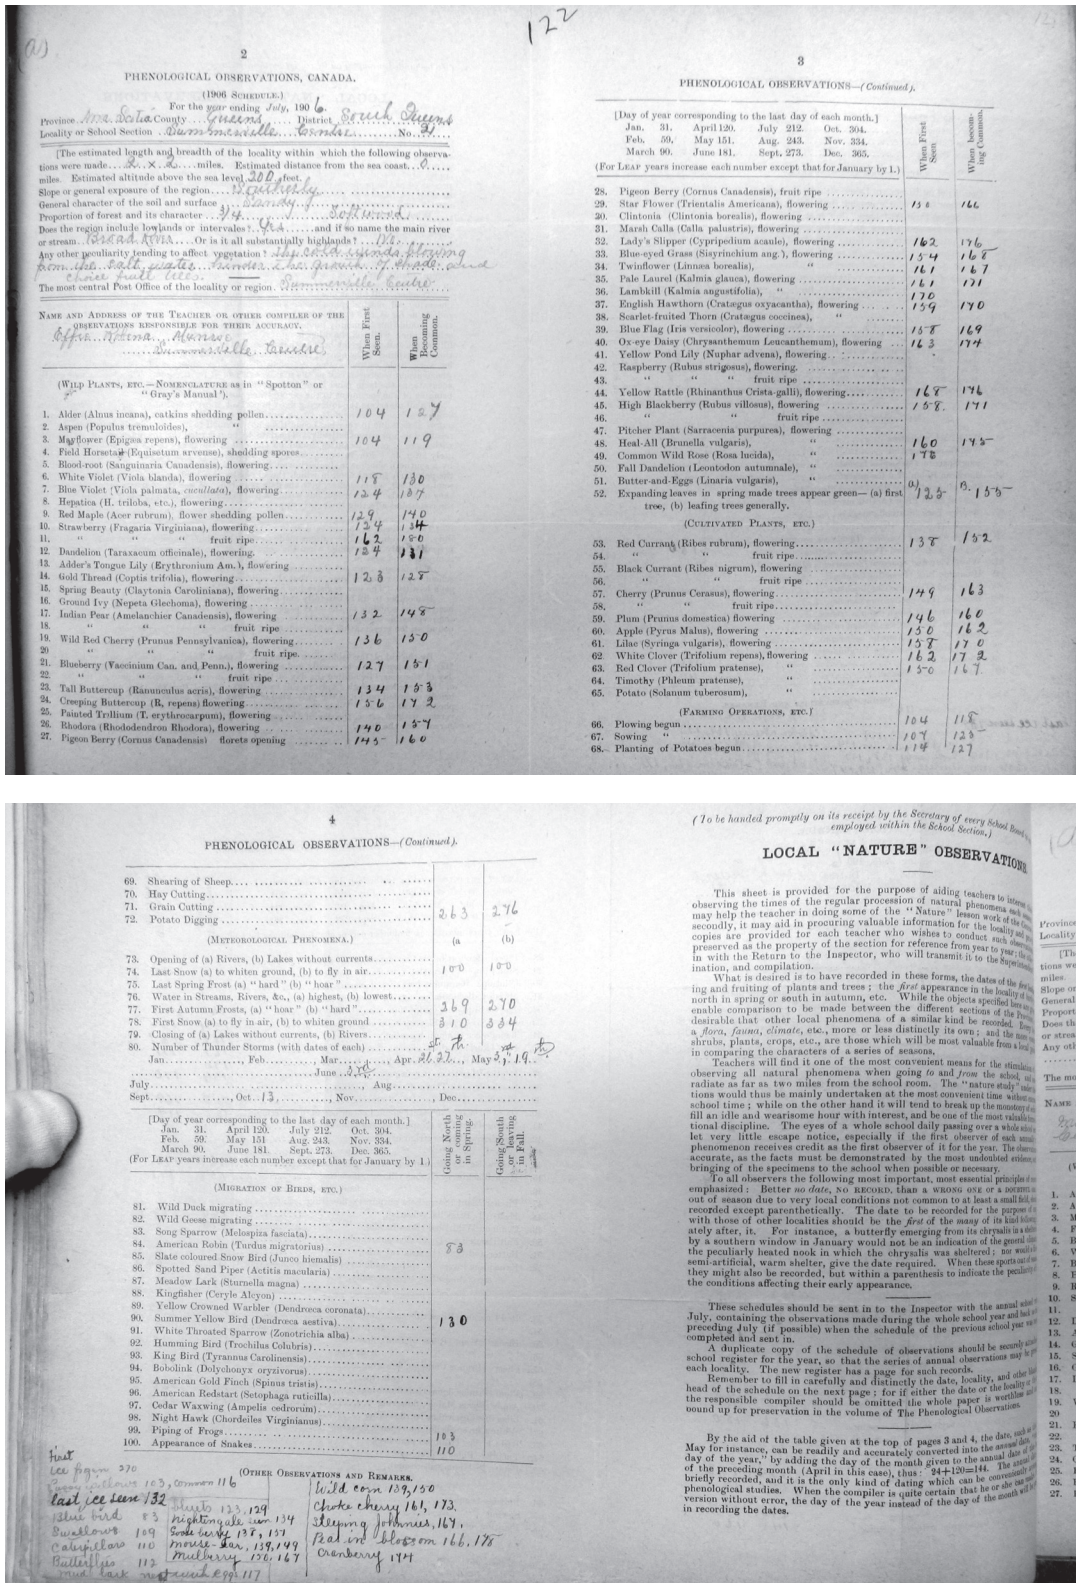 122
(a)
2
PHENOLOGICAL OBSERVATIONS, CANADA.
(1906 SCHEDULE.)
For the year ending July, 1906.
Province Nova Scotia County Queens District South Queens
Locality or School Section Summerville Centre No. 21
[The estimated length and breadth of the locality within which the following observa-
tions were made 2 x 2 miles. Estimated distance from the sea coast 0
miles. Estimated altitude above the sea level 200 feet.
Slope or general exposure of the region Southerly
General character of the soil and surface Sandy
Proportion of forest and its character 3/4 Softwood
Does the region include lowlands or intervales? Yes and if so name the main river
or stream Broad River Or is it all substantially highlands? No.
Any other peculiarity tending to affect vegetation? The cold winds blowing
from the salt water hinder the growth of shade and
choice fruit trees.
The most central Post Office of the locality or region. Summerville Centre
NAME AND ADDRESS OF THE TEACHER OR OTHER COMPILER OF THE
OBSERVATIONS RESPONSIBLE FOR THEIR ACCURACY.
Effie Munroe
Summerville Centre
When First Seen.
When Becoming Common.
(WILD PLANTS, ETC.—NOMENCLATURE as in "Spotton" or
"Gray's Manual").
1. Alder (Alnus incana), catkins shedding pollen 104 127
2. Aspen (Populus tremuloides), "
3. Mayflower (Epigea repens), flowering 104 119
4. Field Horsetail (Equisetum arvense), shedding spores
5. Blood-root (Sanguinaria Canadensis), flowering
6. White Violet (Viola blanda), flowering 118 130
7. Blue Violet (Viola palmata, cucullata), flowering 124 137
8. Hepatica (H. triloba, etc.), flowering
9. Red Maple (Acer rubrum), flower shedding pollen 129 140
10. Strawberry (Fragaria Virginiana), flowering 124 134
11. " " fruit ripe 162 180
12. Dandelion (Taraxacum officinale), flowering 124 131
13. Adder's Tongue Lily (Erythronium Am.), flowering
14. Gold Thread (Coptis trifolia), flowering 123 128
15. Spring Beauty (Claytonia Caroliniana), flowering
16. Ground Ivy (Nepeta Glechoma), flowering
17. Indian Pear (Amelanchier Canadensis), flowering 132 148
18. " " fruit ripe
19. Wild Red Cherry (Prunus Pennsylvanica), flowering 136 150
20 " " fruit ripe.
21. Blueberry (Vaccinium Can. and Penn.), flowering 127 151
22. " " fruit ripe
23. Tall Buttercup (Ranunculus acris), flowering 134 153
24. Creeping Buttercup (R. repens) flowering 156 172
25. Painted Trillium (T. erythrocarpum), flowering
26. Rhodora (Rhododendron Rhodora), flowering 140 157
27. Pigeon Berry (Cornus Canadensis) florets opening 145 160
3
PHENOLOGICAL OBSERVATIONS—(Continued).
[Day of year corresponding to the last day of each month.]
Jan. 31. April 120. July 212. Oct. 304.
Feb. 59. May 151. Aug. 243. Nov. 334.
March 90. June 181. Sept. 273. Dec. 365.
(For LEAP years increase each number except that for January by 1.)
When First Seen
When becoming Common.
28. Pigeon Berry (Cornus Canadensis), fruit ripe
29. Star Flower (Trientalis Americana), flowering 150 166
30. Clintonia (Clintonia borealis), flowering
31. Marsh Calla (Calla palustris), flowering
32. Lady's Slipper (Cypripedium acaule), flowering 162 176
33. Blue-eyed Grass (Sisyrinchium ang.), flowering 154 168
34. Twinflower (Linnæa borealis), " 161 167
35. Pale Laurel (Kalmia glauca), flowering 161 171
36. Lambkill (Kalmia angustifolia), " 170
37. English Hawthorn (Cratægus oxyacantha), flowering 159 170
38. Scarlet-fruited Thorn (Cratægus coccinea), "
39. Blue Flag (Iris versicolor), flowering 158 169
40. Ox-eye Daisy (Chrysanthemum Leucanthemum), flowering 163 174
41. Yellow Pond Lily (Nuphar advena), flowering
42. Raspberry (Rubus strigosus), flowering.
43. " " fruit ripe
44. Yellow Rattle (Rhinanthus Crista-galli), flowering 168 176
45. High Blackberry (Rubus villosus), flowering 158. 171
46. " " fruit ripe
47. Pitcher Plant (Sarracenia purpurea), flowering
48. Heal-All (Brunella vulgaris), " 160 175
49. Common Wild Rose (Rosa lucida), " 178
50. Fall Dandelion (Leontodon autumnale), "
51. Butter-and-Eggs (Linaria vulgaris), "
52. Expanding leaves in spring made trees appear green— (a) first a) 125 B. 155
tree, (b) leafing trees generally.
(CULTIVATED PLANTS, ETC.)
53. Red Currant (Ribes rubrum), flowering 138 152
54. " " fruit ripe
55. Black Currant (Ribes nigrum), flowering
56. " " fruit ripe
57. Cherry (Prunus Cerasus), flowering 149 163
58. " " fruit ripe
59. Plum (Prunus domestica) flowering 146 160
60. Apple (Pyrus Malus), flowering 150 162
61. Lilac (Syringa vulgaris), flowering 158 170
62. White Clover (Trifolium repens), flowering 162 172
63. Red Clover (Trifolium pratense), " 150 167
64. Timothy (Phleum pratense), "
65. Potato (Solanum tuberosum), "
(FARMING OPERATIONS, ETC.)
66. Plowing begun 104 118
67. Sowing " 107 125
68. Planting of Potatoes begun 114 127
4
PHENOLOGICAL OBSERVATIONS—(Continued).
69. Shearing of Sheep
70. Hay Cutting
71. Grain Cutting
72. Potato Digging 263 276
(METEOROLOGICAL PHENOMENA.) (a (b)
73. Opening of (a) Rivers, (b) Lakes without currents
74. Last Snow (a) to whiten ground, (b) to fly in air 100 100
75. Last Spring Frost (a) "hard" (b) "hoar"
76. Water in Streams, Rivers, &c., (a) highest, (b) lowest
77. First Autumn Frosts, (a) "hoar" (b) "hard" 269 270
78. First Snow (a) to fly in air, (b) to whiten ground 310 334
79. Closing of (a) Lakes without currents, (b) Rivers
80. Number of Thunder Storms (with dates of each)
Jan. , Feb. , Mar. , Apr. , May , 19th
June 3rd
July Aug.
Sept. , Oct. 13, Nov. , Dec.
[Day of year corresponding to the last day of each month.]
Jan. 31. April 120. July 212. Oct. 304.
Feb. 59. May 151 Aug. 243. Nov. 334.
March 90. June 181. Sept. 273. Dec. 365.
(For LEAP years increase each number except that for January by 1.)
Going North or coming in Spring.
Going South or leaving in Fall.
(MIGRATION OF BIRDS, ETC.)
81. Wild Duck migrating
82. Wild Geese migrating
83. Song Sparrow (Melospiza fasciata)
84. American Robin (Turdus migratorius) 83
85. Slate coloured Snow Bird (Junco hiemalis)
86. Spotted Sand Piper (Actitis macularia)
87. Meadow Lark (Sturnella magna)
88. Kingfisher (Ceryle Alcyon)
89. Yellow Crowned Warbler (Dendrœca coronata)
90. Summer Yellow Bird (Dendrœca aestiva) 130
91. White Throated Sparrow (Zonotrichia alba)
92. Humming Bird (Trochilus Colubris)
93. King Bird (Tyrannus Carolinensis)
94. Bobolink (Dolychonyx oryzivorus)
95. American Gold Finch (Spinus tristis)
96. American Redstart (Setophaga ruticilla)
97. Cedar Waxwing (Ampelis cedrorum)
98. Night Hawk (Chordeiles Virginianus)
99. Piping of Frogs 103
100. Appearance of Snakes 110
(OTHER OBSERVATIONS AND REMARKS.
First
103, common 116
last ice seen 132
Blue bird 83
Swallows 109
Caterpillars 110
Butterflies 112
117
123, 129
nightingale 134
Gooseberry 138, 151
mouse-ear, 139, 149
mulberry 150, 167
Wild corn 139, 150
Choke cherry 161, 173,
Sleeping Johnnies, 167,
Pea in blossom 166, 178
Cranberry 174
(To be handed promptly on its receipt by the Secretary of every School Board
employed within the School Section.)
LOCAL "NATURE" OBSERVATIONS.
This sheet is provided for the purpose of aiding teachers to
observing the times of the regular procession of natural phenomena each
may help the teacher in doing some of the "Nature" lesson work of the
secondly, it may aid in procuring valuable information for the locality and
copies are provided for each teacher who wishes to conduct such
preserved as the property of the section for reference from year to year;
in with the Return to the Inspector, who will transmit it to the
ination, and compilation.
What is desired is to have recorded in these forms, the dates of the
ing and fruiting of plants and trees; the first appearance in the locality of
north in spring or south in autumn, etc. While the objects specified
enable comparison to be made between the different sections of the
desirable that other local phenomena of a similar kind be recorded.
a flora, fauna, climate, etc., more or less distinctly its own; and the
shrubs, plants, crops, etc., are those which will be most valuable
in comparing the characters of a series of seasons.
Teachers will find it one of the most convenient means for the
observing all natural phenomena when going to and from the school,
radiate as far as two miles from the school room. The "nature study"
tions would thus be mainly undertaken at the most convenient time without
school time; while on the other hand it will tend to break up the
fill an idle and wearisome hour with interest, and be one of the most
tional discipline. The eyes of a whole school daily passing over a whole
let very little escape notice, especially if the first observer of each
phenomenon receives credit as the first observer of it for the year. The
accurate, as the facts must be demonstrated by the most undoubted
bringing of the specimens to the school when possible or necessary.
To all observers the following most important, most essential principles
emphasized: Better no date, NO RECORD, than a WRONG ONE or a
out of season due to very local conditions not common to at least a small field,
recorded except parenthetically. The date to be recorded for the purposes
with those of other localities should be the first of the many of its kind
ately after, it. For instance, a butterfly emerging from its chrysalis in a
by a southern window in January would not be an indication of the general
the peculiarly heated nook in which the chrysalis was sheltered; nor
semi-artificial, warm shelter, give the date required. When these sports
they might also be recorded, but within a parenthesis to indicate the
the conditions affecting their early appearance.
These schedules should be sent in to the Inspector with the annual
July, containing the observations made during the whole school year and
preceding July (if possible) when the schedule of the previous school year
completed and sent in.
A duplicate copy of the schedule of observations should be securely
school register for the year, so that the series of annual observations may be
each locality. The new register has a page for such records.
Remember to fill in carefully and distinctly the date, locality, and other
head of the schedule on the next page; for if either the date or the locality
the responsible compiler should be omitted the whole paper is worthless
bound up for preservation in the volume of The Phenological Observations.
By the aid of the table given at the top of pages 3 and 4, the date,
May for instance, can be readily and accurately converted into the
day of the year," by adding the day of the month given to the annual date of
of the preceding month (April in this case), thus: 24+120=144.
briefly recorded, and it is the only kind of dating which can be conveniently
phenological studies. When the compiler is quite certain that he or she can
version without error, the day of the year instead of the day of the month
in recording the dates.